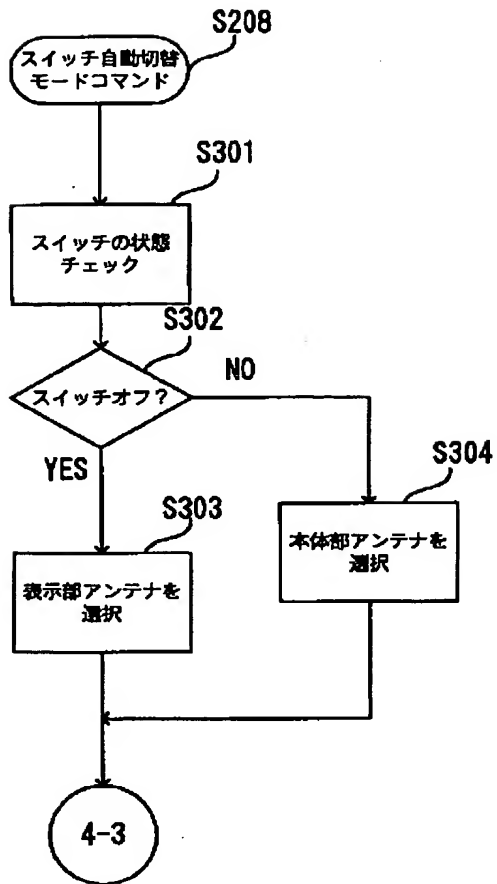 S208
スイッチ自動切替
モードコマンド
S301
スイッチの状態
チェック
S302
スイッチオフ？
NO
YES
S304
本体部アンテナを
選択
S303
表示部アンテナを
選択
4-3